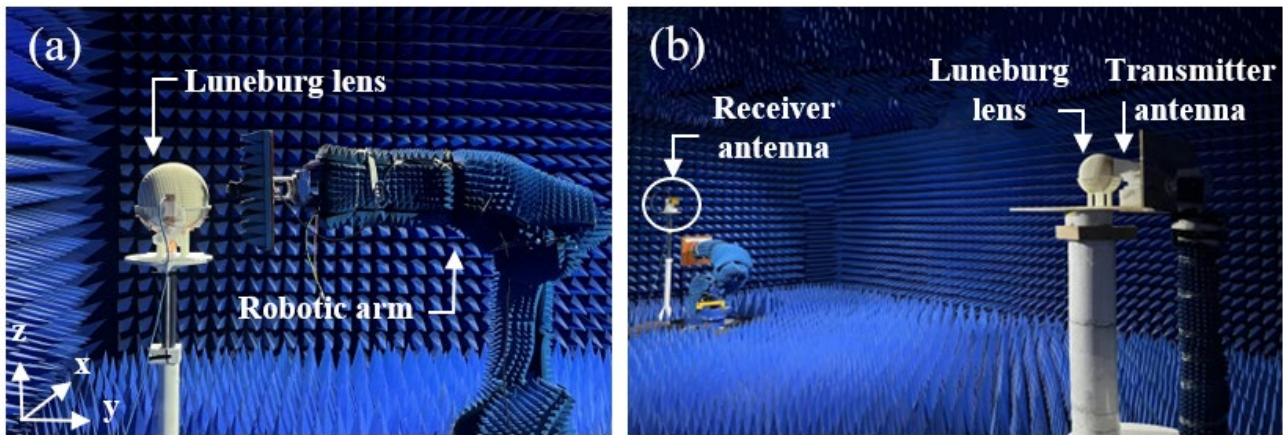 (a)
Luneburg lens
Robotic arm
z
x
y
(b)
Luneburg
lens
Transmitter
antenna
Receiver
antenna